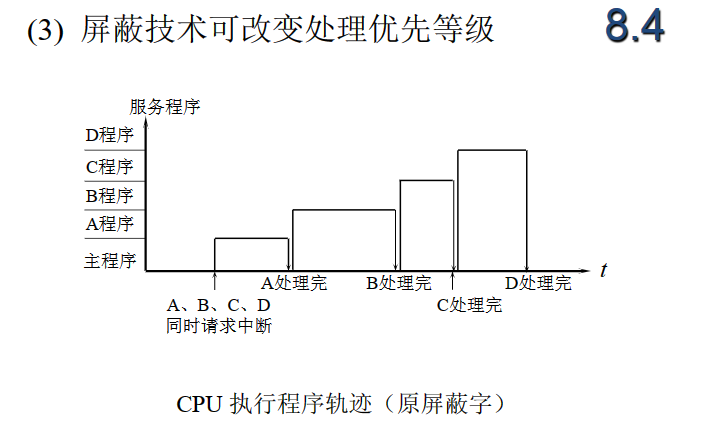 (3) 屏蔽技术可改变处理优先等级
8.4
服务程序
D程序
C程序
B程序
A程序
主程序
t
A处理完
B处理完
D处理完
A、B、C、D
C处理完
同时请求中断
CPU 执行程序轨迹（原屏蔽字）